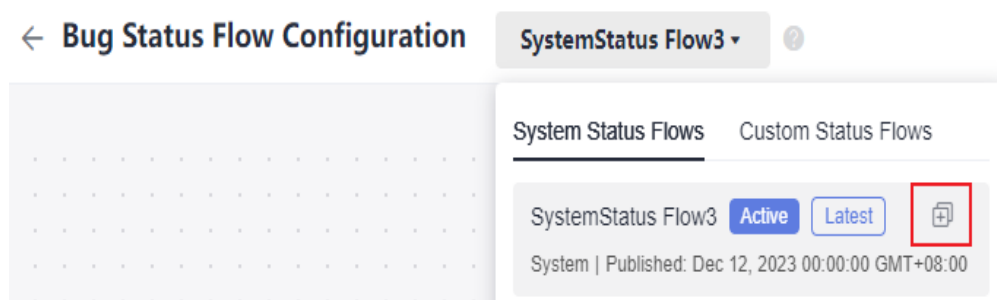 Bug Status Flow Configuration SystemStatus Flow3
System Status Flows Custom Status Flows
SystemStatus Flow3 Active Latest
System | Published: Dec 12, 2023 00:00:00 GMT+08:00